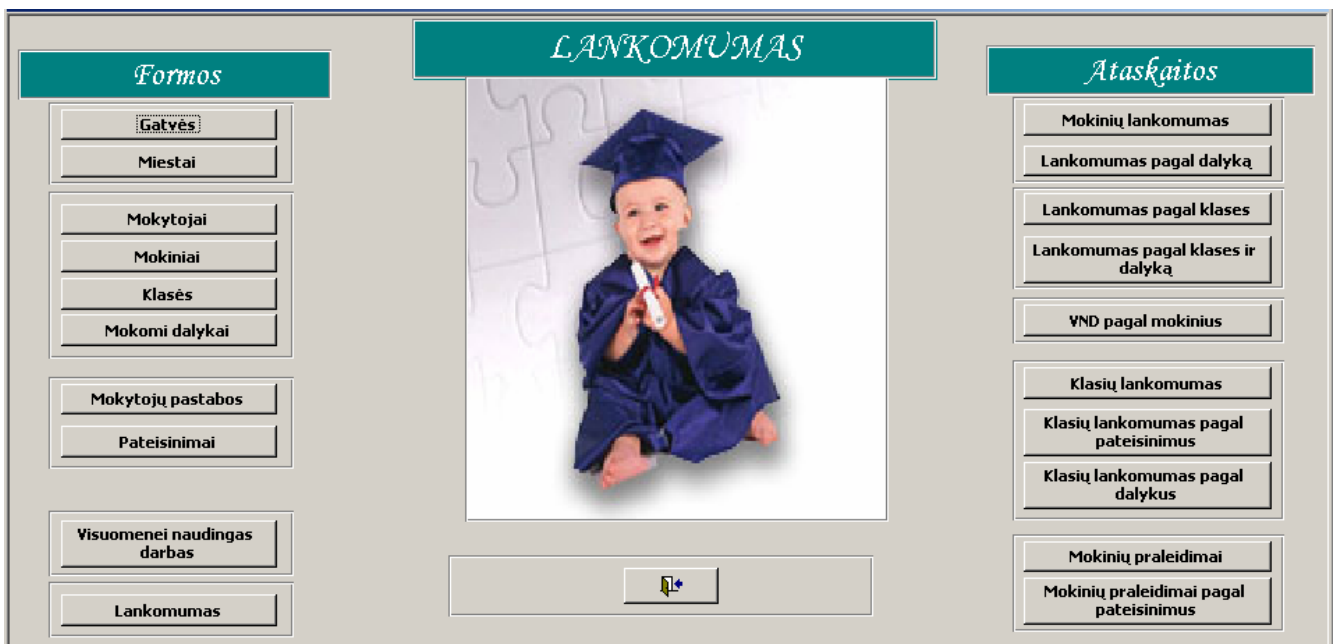 LANKOMUMAS
Formos
Gatvės
Miestai
Mokytojai
Mokiniai
Klasės
Mokomi dalykai
Mokytojų pastabos
Pateisinimai
Visuomenei naudingas
darbas
Lankomumas
Ataskaitos
Mokinių lankomumas
Lankomumas pagal dalyką
Lankomumas pagal klases
Lankomumas pagal klases ir
dalyką
VND pagal mokinius
Klasių lankomumas
Klasių lankomumas pagal
pateisinimus
Klasių lankomumas pagal
dalykus
Mokinių praleidimai
Mokinių praleidimai pagal
pateisinimus